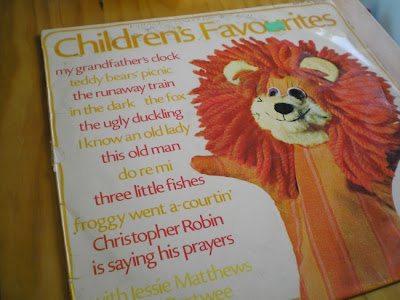 Children's Favourites
my grandfather's clock
teddy bears' picnic
the runaway train
in the dark the fox
the ugly duckling
I know an old lady
this old man
do re mi
three little fishes
froggy went a-courtin'
Christopher Robin
is saying his prayers
with Jessie Matthews